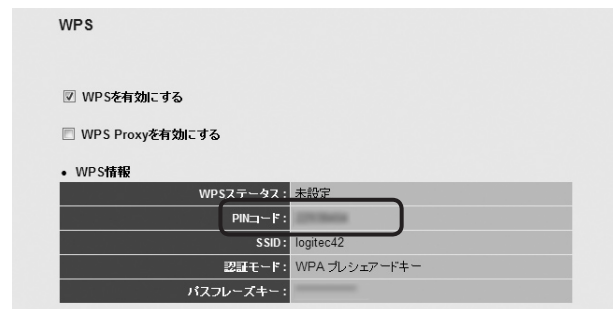 WPS
WPSを有効にする
WPS Proxyを有効にする
• WPS情報
WPSステータス: 未設定
PINコード:
SSID: logitec42
認証モード: WPA プレシェアードキー
パスフレーズキー: